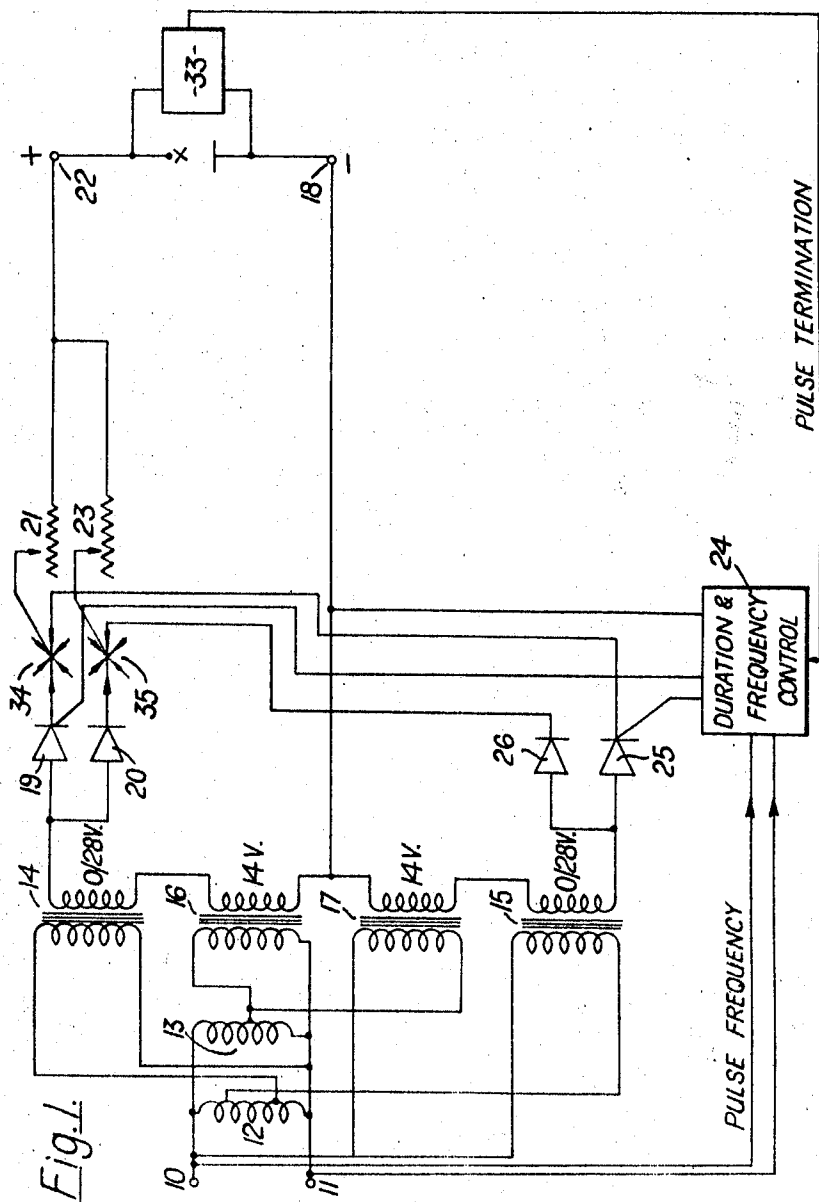 Fig.1.
10
11
12
13
14
0/28V.
16
14V.
17
14V.
15
0/28V.
19
20
34
35
21
23
26
25
+
22
X
-33-
18
-
24
DURATION &
FREQUENCY
CONTROL
PULSE FREQUENCY
PULSE TERMINATION